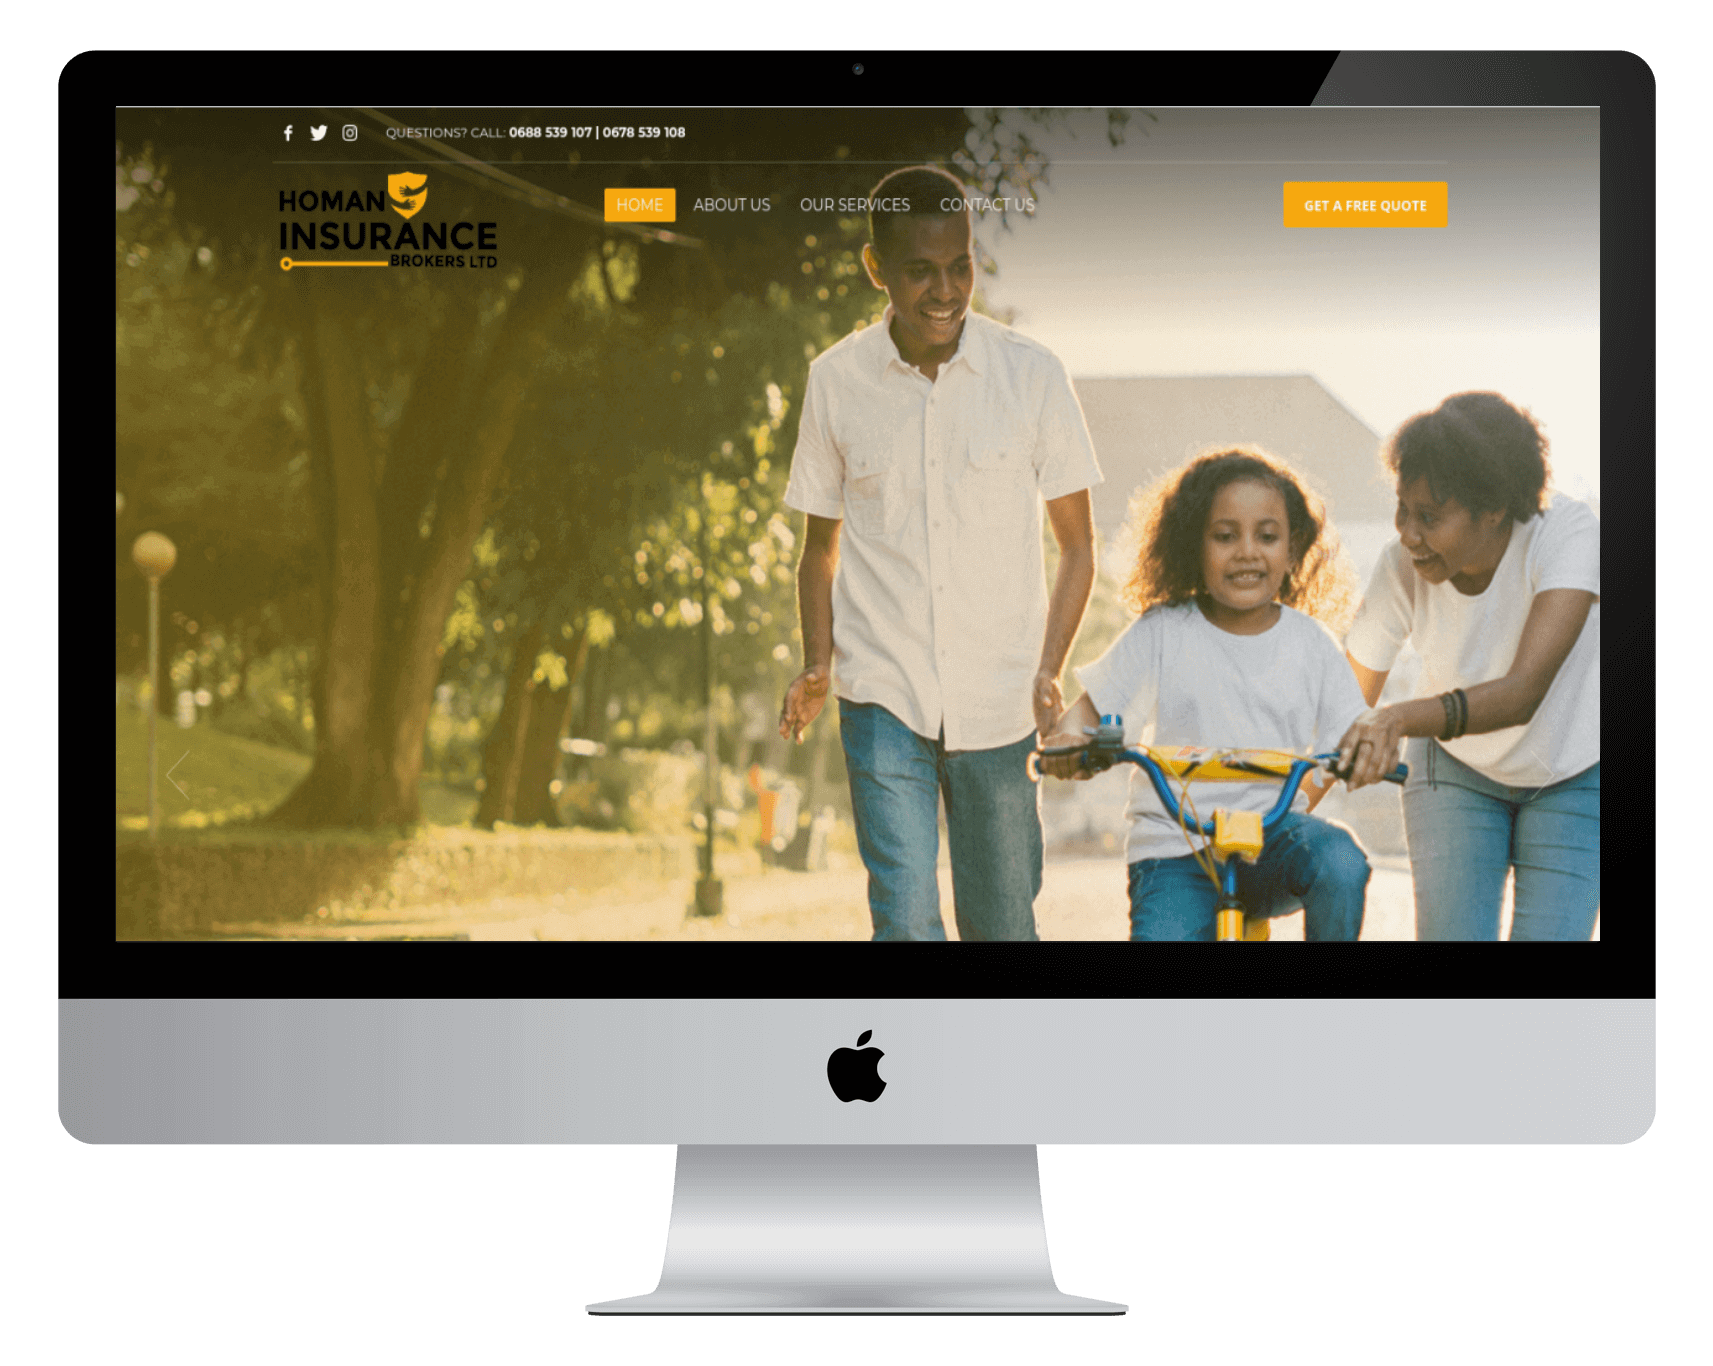 QUESTIONS? CALL: 0688 539 107 | 0678 539 108
HOMAN
INSURANCE
BROKERS LTD
HOME ABOUT US OUR SERVICES CONTACT US
GET A FREE QUOTE